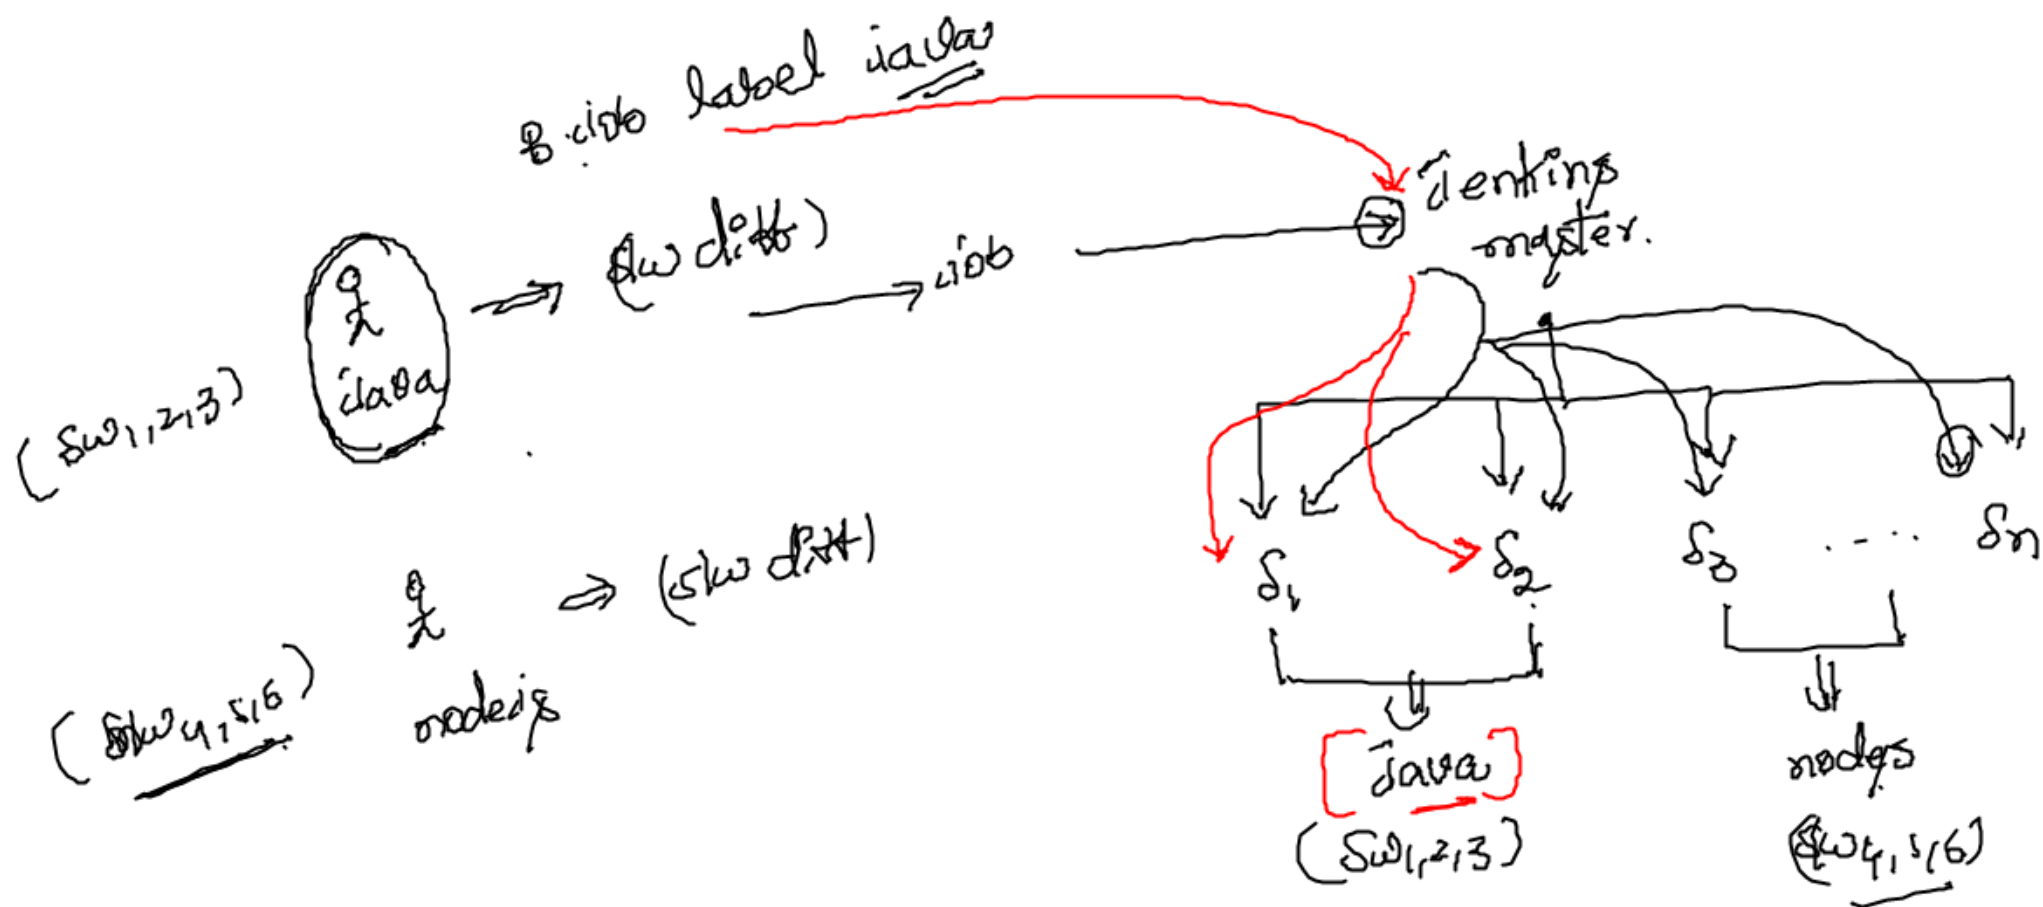 B.job label java
Jenkins
master.
(sw diff)
job
java
(sw1,2,3)
(sw diff)
S1
S2
S3
.....
Sn
nodejs
(sw4,5,6)
java
nodejs
(sw1,2,3)
(sw4,5,6)